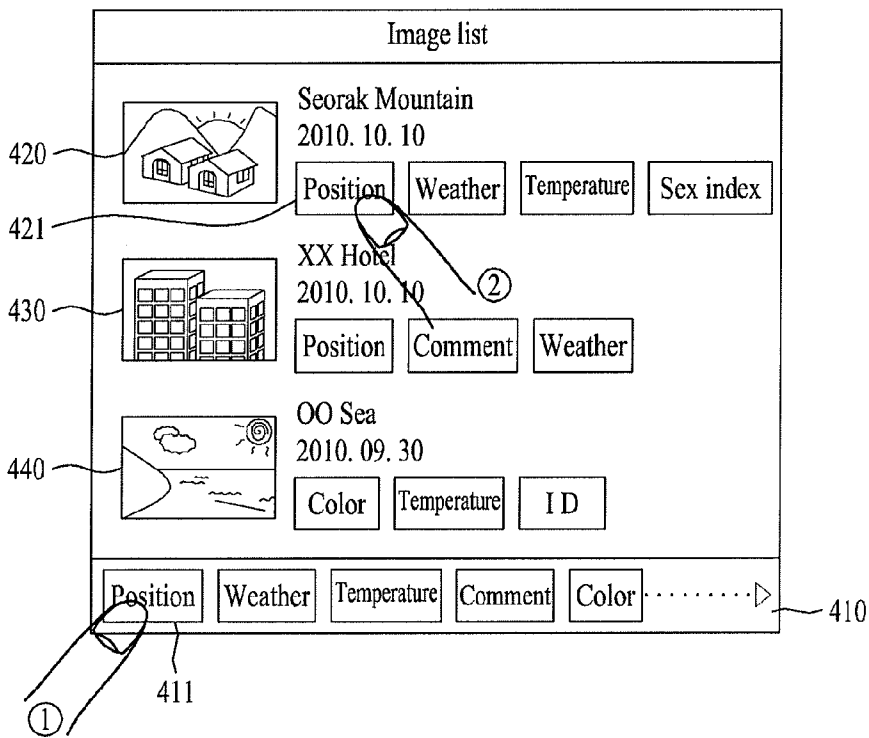 Image list
420
Seorak Mountain
2010. 10. 10
421
Position Weather Temperature Sex index
430
XX Hotel
2010. 10. 10
②
Position Comment Weather
440
OO Sea
2010. 09. 30
Color Temperature ID
Position Weather Temperature Comment Color
410
411
①